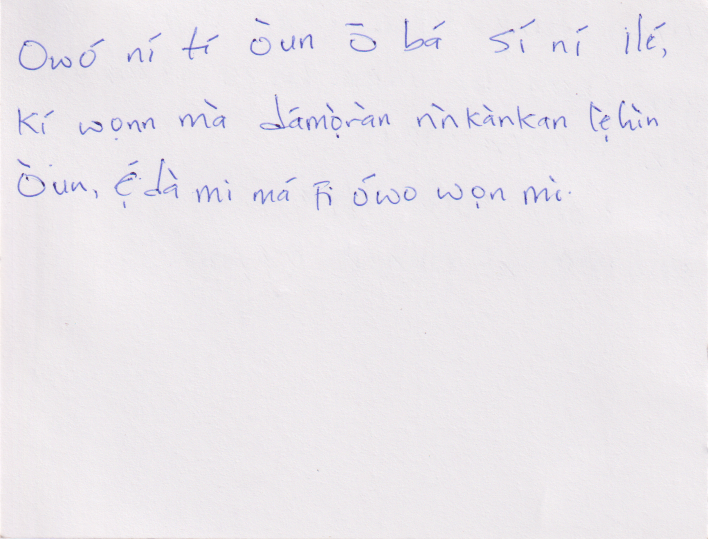 Owó ní tí Òun Ō bá sí ní ilé,
Kí wọnn mà dámọ̀ràn nǹkànkan lẹ̀hìn
Òun, Ẹ́dà mi má fi ówo wọn mì.